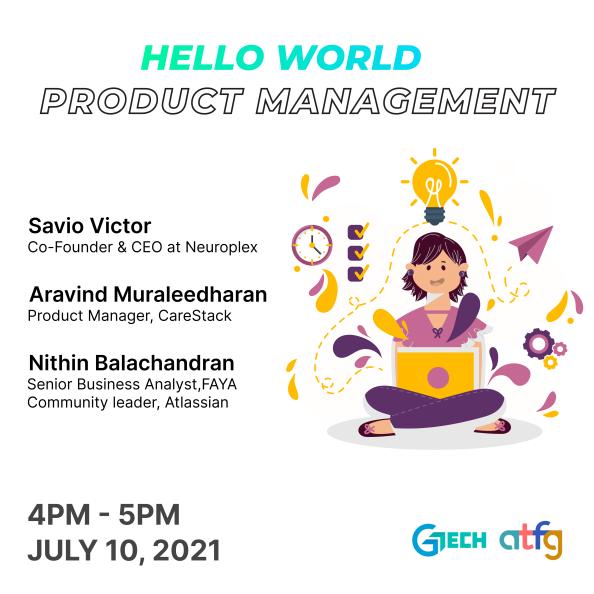 HELLO WORLD
PRODUCT MANAGEMENT
Savio Victor
Co-Founder & CEO at Neuroplex
Aravind Muraleedharan
Product Manager, CareStack
Nithin Balachandran
Senior Business Analyst,FAYA
Community leader, Atlassian
4PM - 5PM
JULY 10, 2021
GTECH atfg